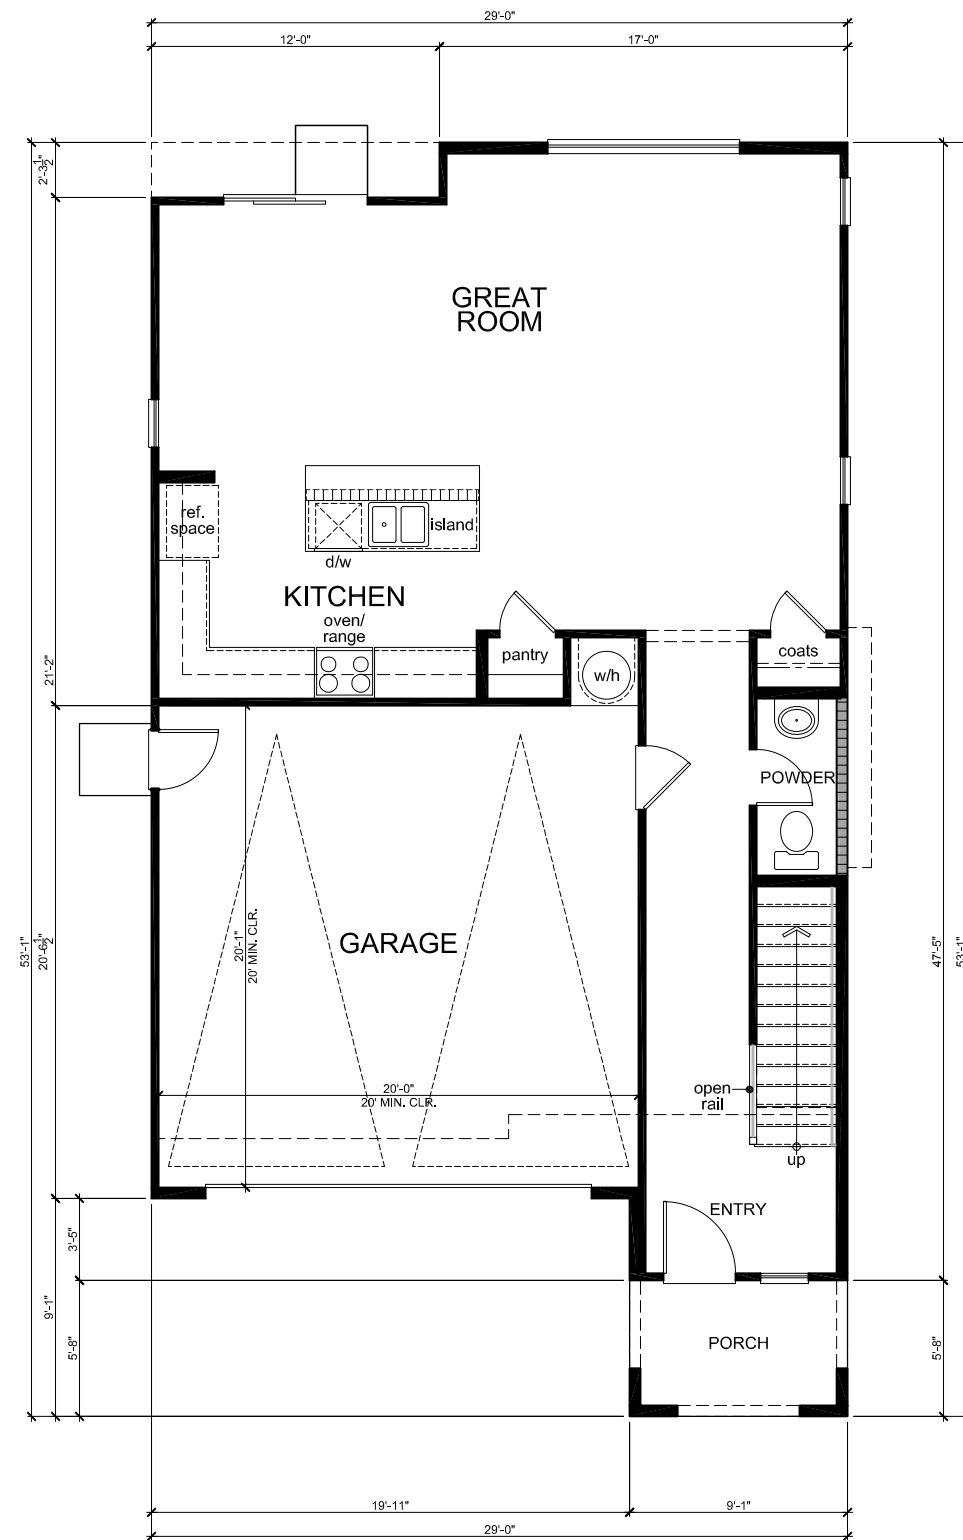 29'-0"
12'-0"
17'-0"
2'-3 1/2"
GREAT
ROOM
ref.
space
island
d/w
KITCHEN
oven/
range
pantry
w/h
coats
21'-2"
POWDER
GARAGE
20'-1"
20' MIN. CLR.
53'-1"
20'-6 1/2"
47'-5"
53'-1"
20'-0"
20' MIN. CLR.
open
rail
up
ENTRY
3'-5"
9'-1"
5'-8"
PORCH
5'-8"
19'-11"
9'-1"
29'-0"